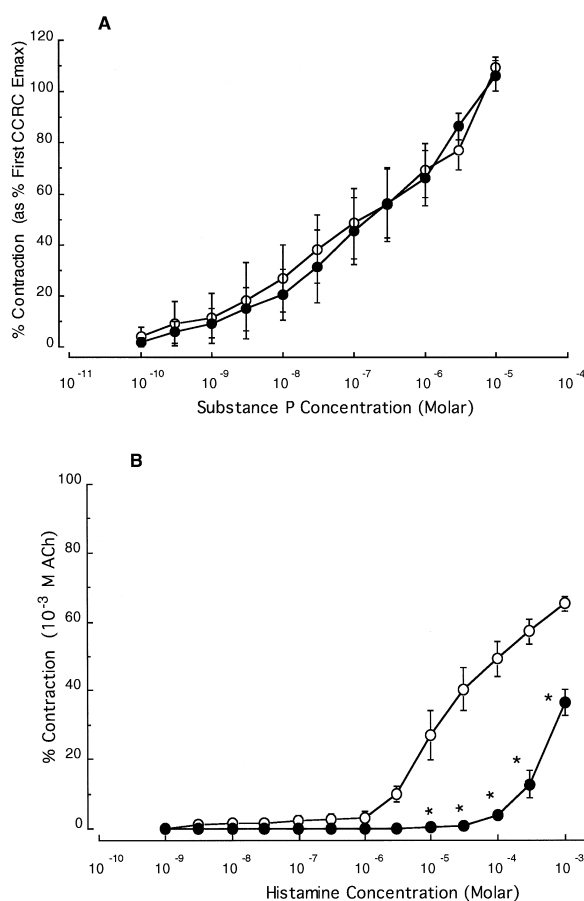 A
% Contraction (as % First CCRC Emax)
120
100
80
60
40
20
0
10 -11 10 -10 10 -9 10 -8 10 -7 10 -6 10 -5 10 -4
Substance P Concentration (Molar)
B
% Contraction (10-3 M ACh)
100
80
60
40
20
0
* * * * *
10 -10 10 -9 10 -8 10 -7 10 -6 10 -5 10 -4 10 -3
Histamine Concentration (Molar)